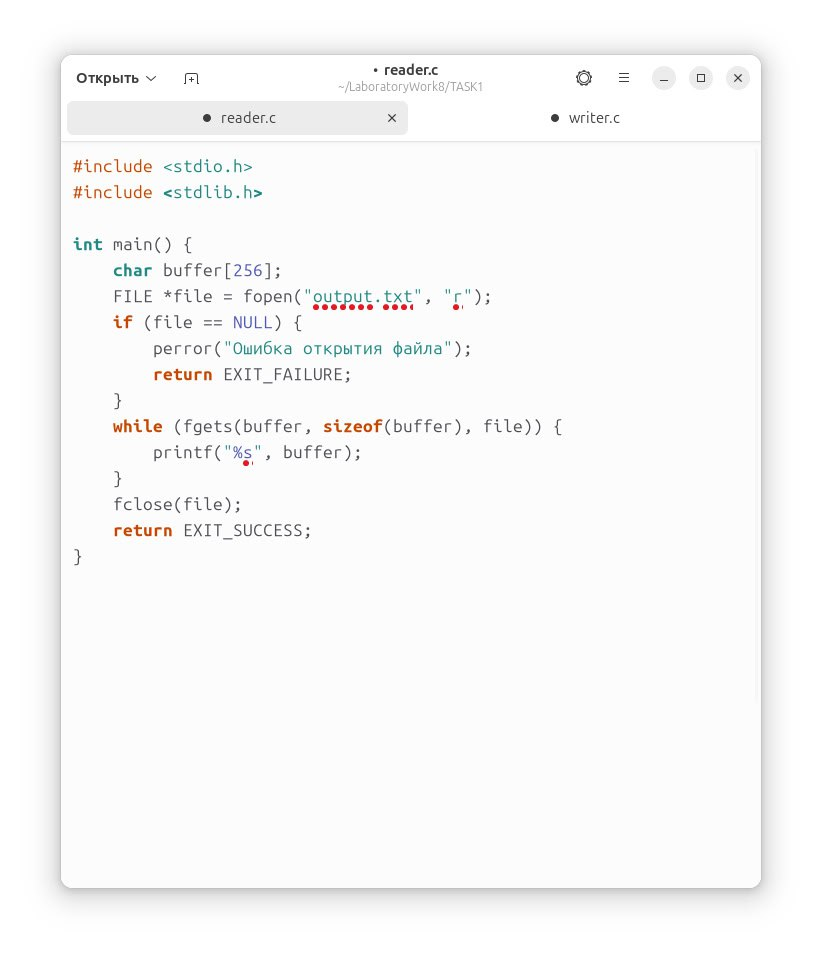 Открыть
• reader.c
~/LaboratoryWork8/TASK1
reader.c
writer.c
#include <stdio.h>
#include <stdlib.h>

int main() {
    char buffer[256];
    FILE *file = fopen("output.txt", "r");
    if (file == NULL) {
        perror("Ошибка открытия файла");
        return EXIT_FAILURE;
    }
    while (fgets(buffer, sizeof(buffer), file)) {
        printf("%s", buffer);
    }
    fclose(file);
    return EXIT_SUCCESS;
}